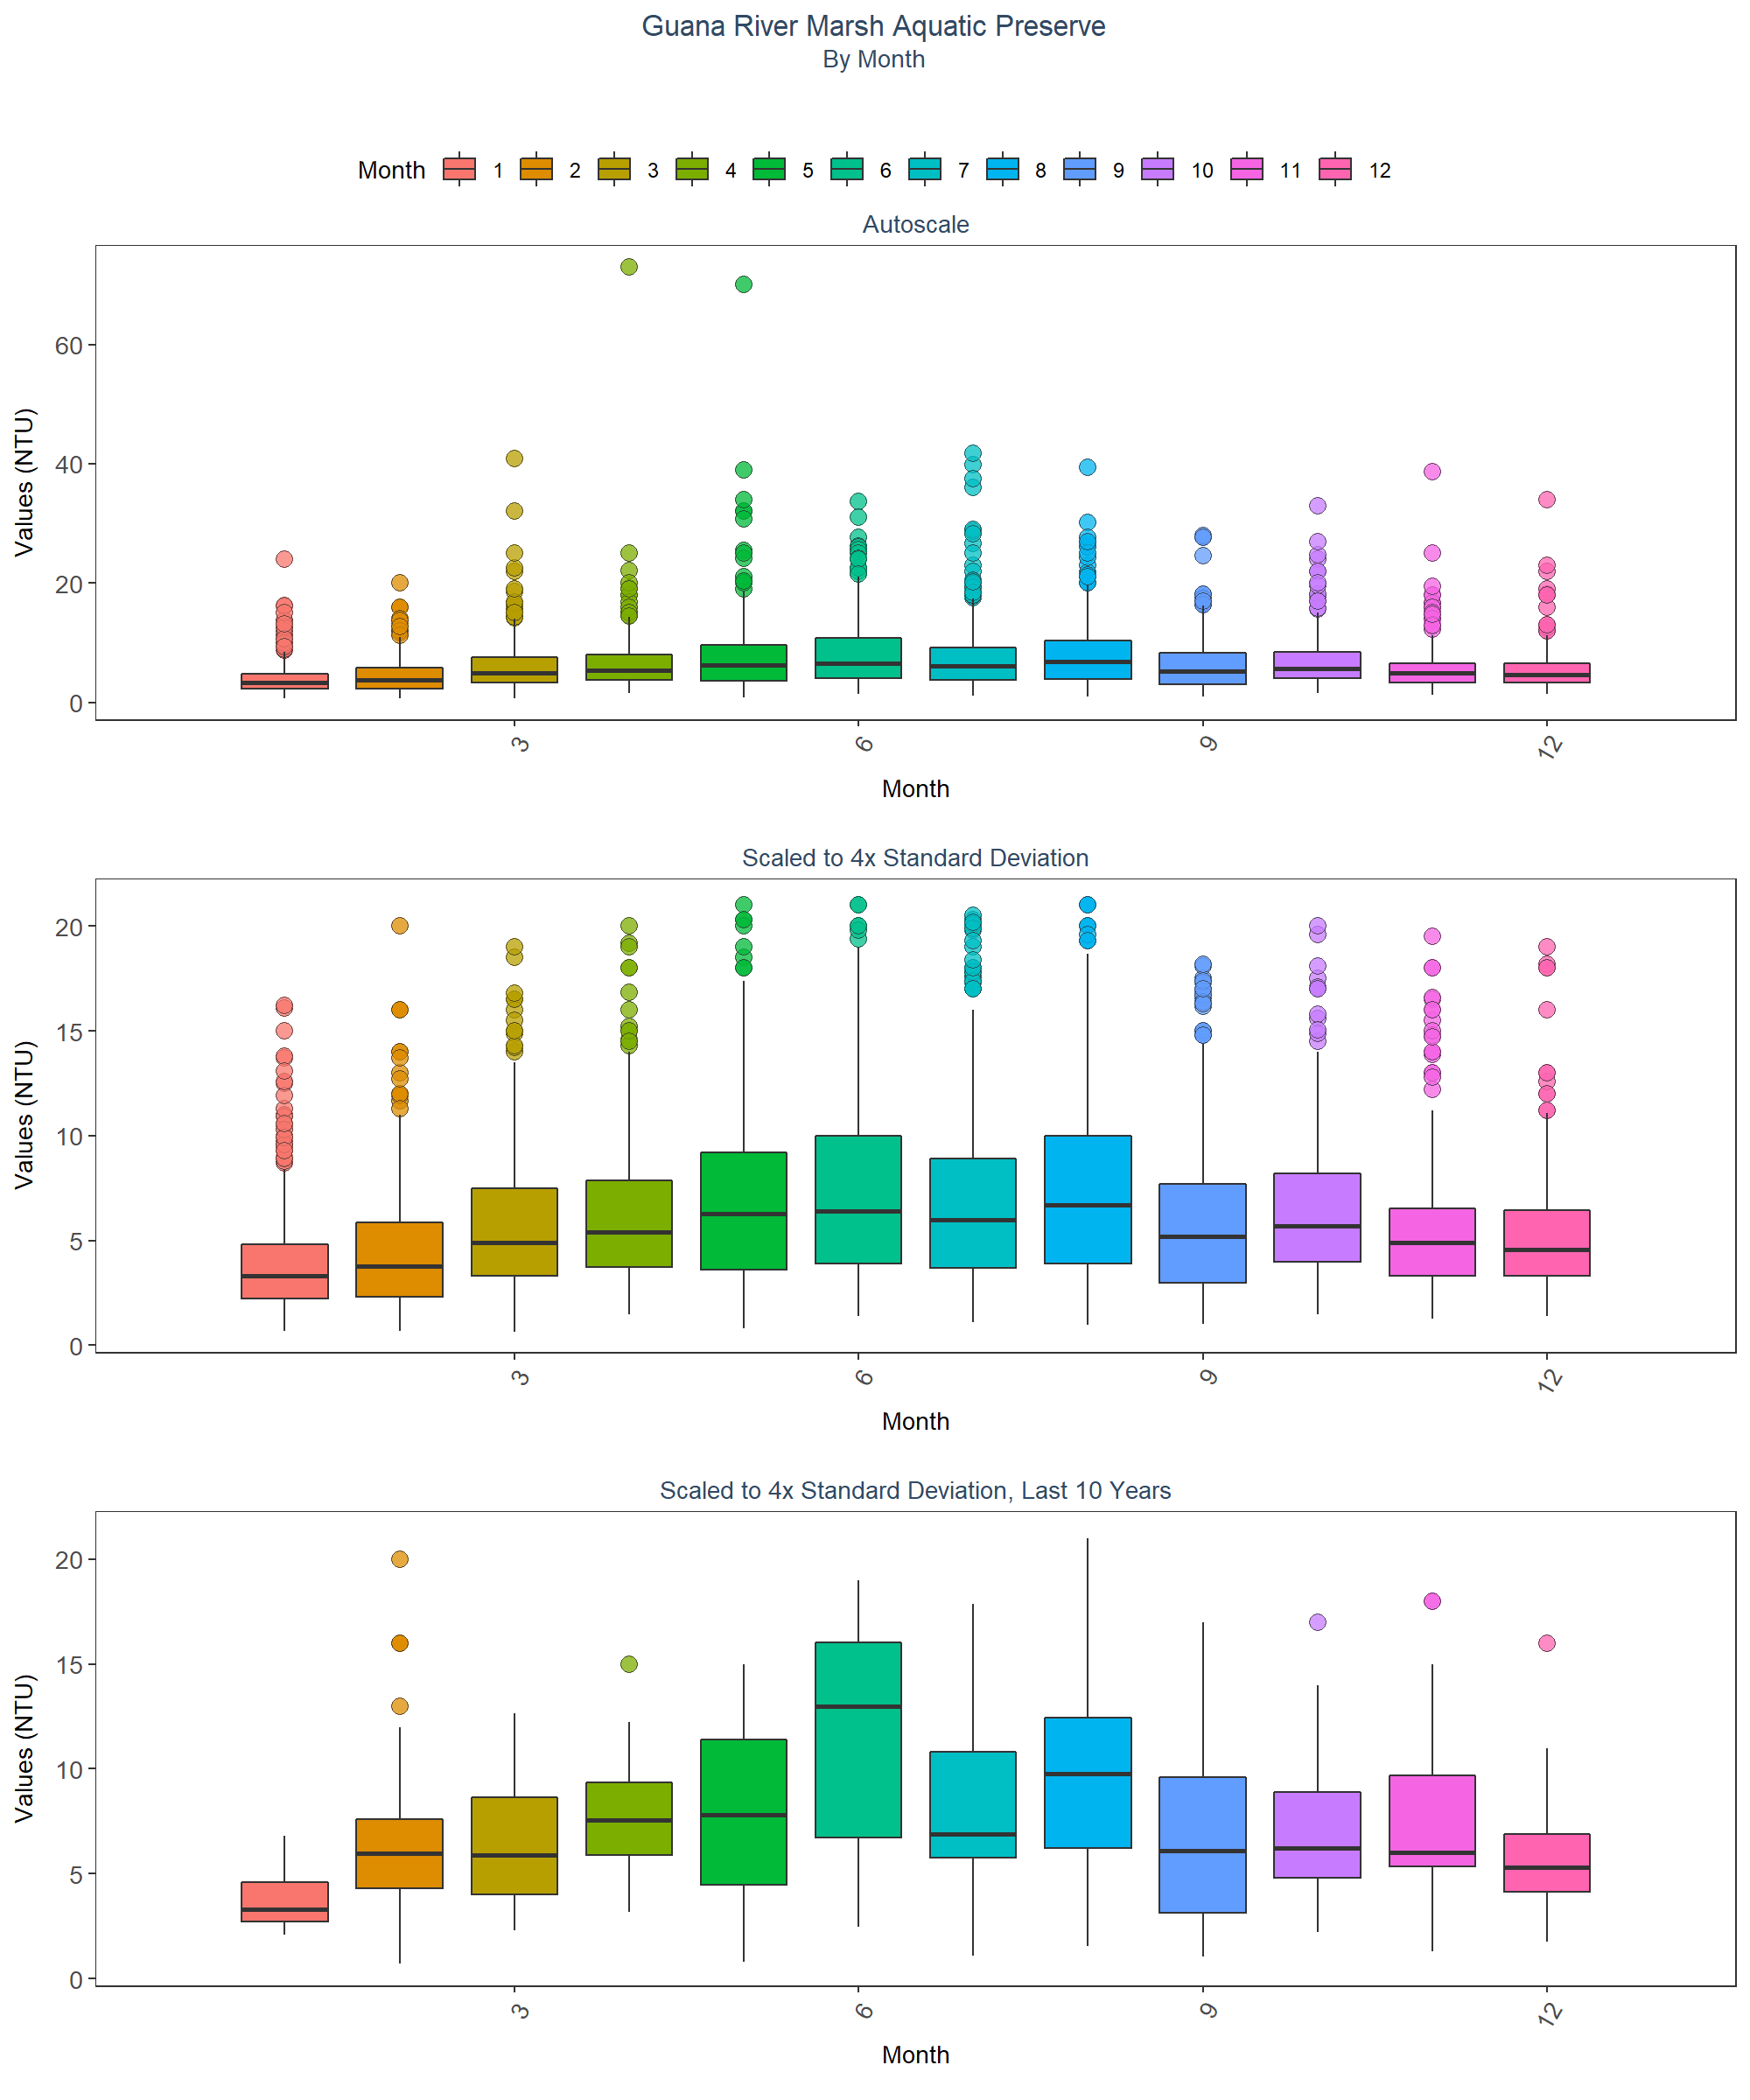 Guana River Marsh Aquatic Preserve
By Month
Month 1 2 3 4 5 6 7 8 9 10 11 12
Autoscale
Values (NTU)
60
40
20
0
3 6 9 12
Month
Scaled to 4x Standard Deviation
Values (NTU)
20
15
10
5
0
3 6 9 12
Month
Scaled to 4x Standard Deviation, Last 10 Years
Values (NTU)
20
15
10
5
0
3 6 9 12
Month